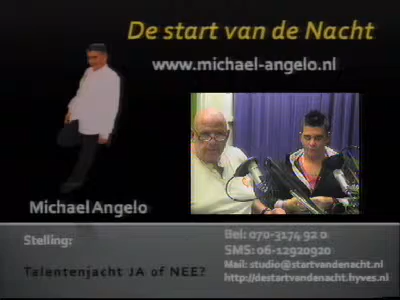 De start van de Nacht
www.michael-angelo.nl
Michael Angelo
Stelling:
Talentenjacht JA of NEE?
Bel: 070-3174 92 0
SMS: 06-12920920
Mail: studio@startvandenacht.nl
http://destartvandenacht.hyves.nl